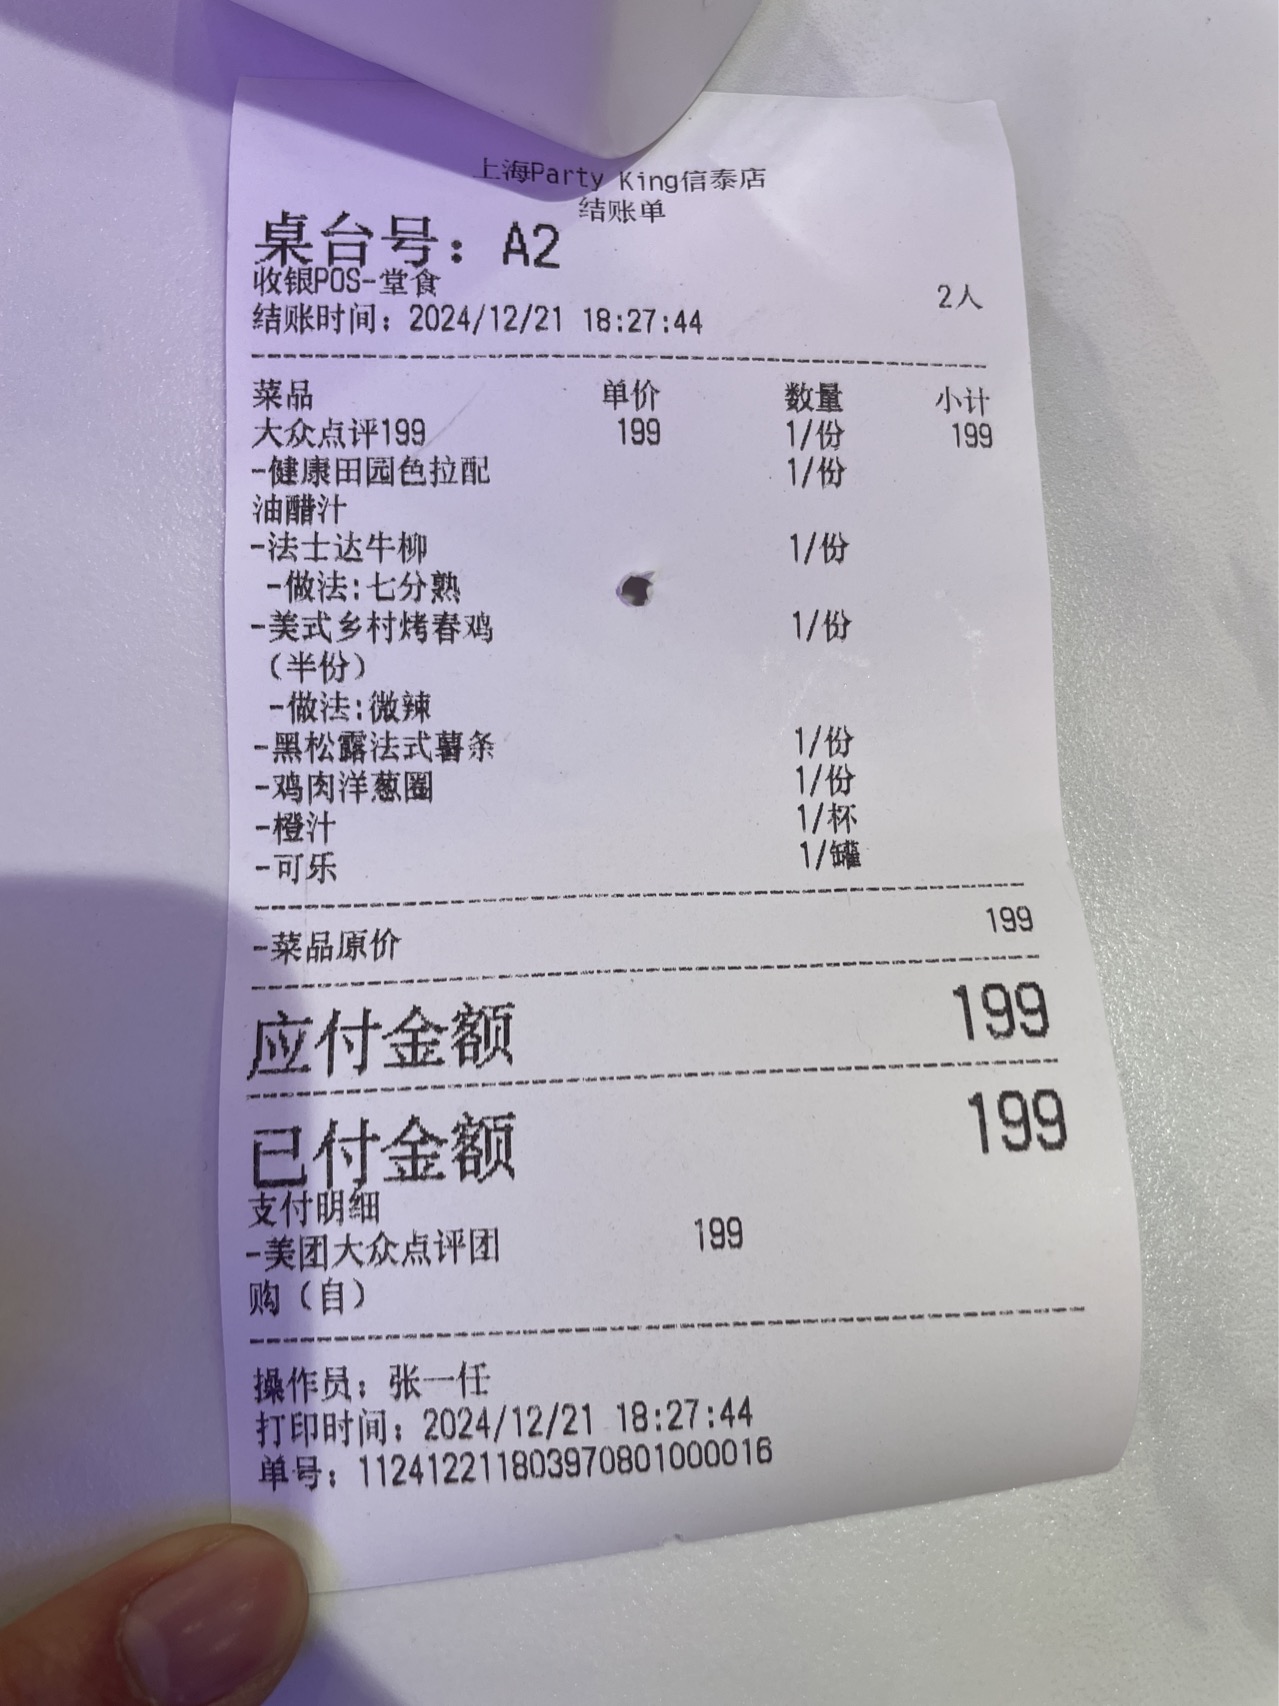 上海Party King信泰店
结账单
桌台号：A2
收银POS-堂食 2人
结账时间：2024/12/21 18:27:44
菜品 单价 数量 小计
大众点评199 199 1/份 199
-健康田园色拉配 1/份
油醋汁
-法士达牛柳 1/份
-做法:七分熟
-美式乡村烤春鸡 1/份
（半份）
-做法:微辣
-黑松露法式薯条 1/份
-鸡肉洋葱圈 1/份
-橙汁 1/杯
-可乐 1/罐
-菜品原价 199
应付金额 199
已付金额 199
支付明细
-美团大众点评团 199
购（自）
操作员：张一任
打印时间：2024/12/21 18:27:44
单号：112412211803970801000016